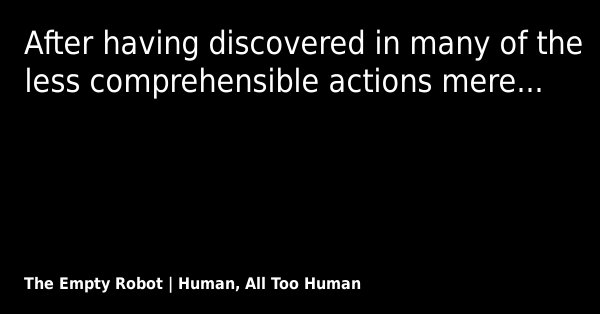 After having discovered in many of the
less comprehensible actions mere...
The Empty Robot | Human, All Too Human